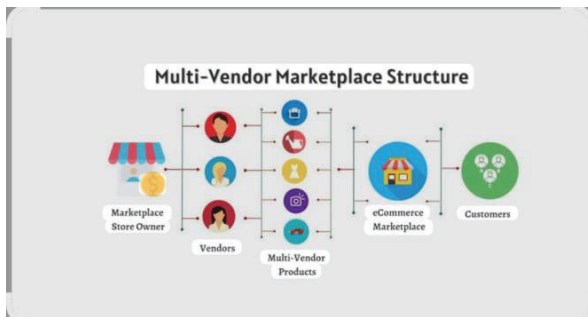 Multi-Vendor Marketplace Structure
Marketplace
Store Owner
Vendors
Multi-Vendor
Products
eCommerce
Marketplace
Customers